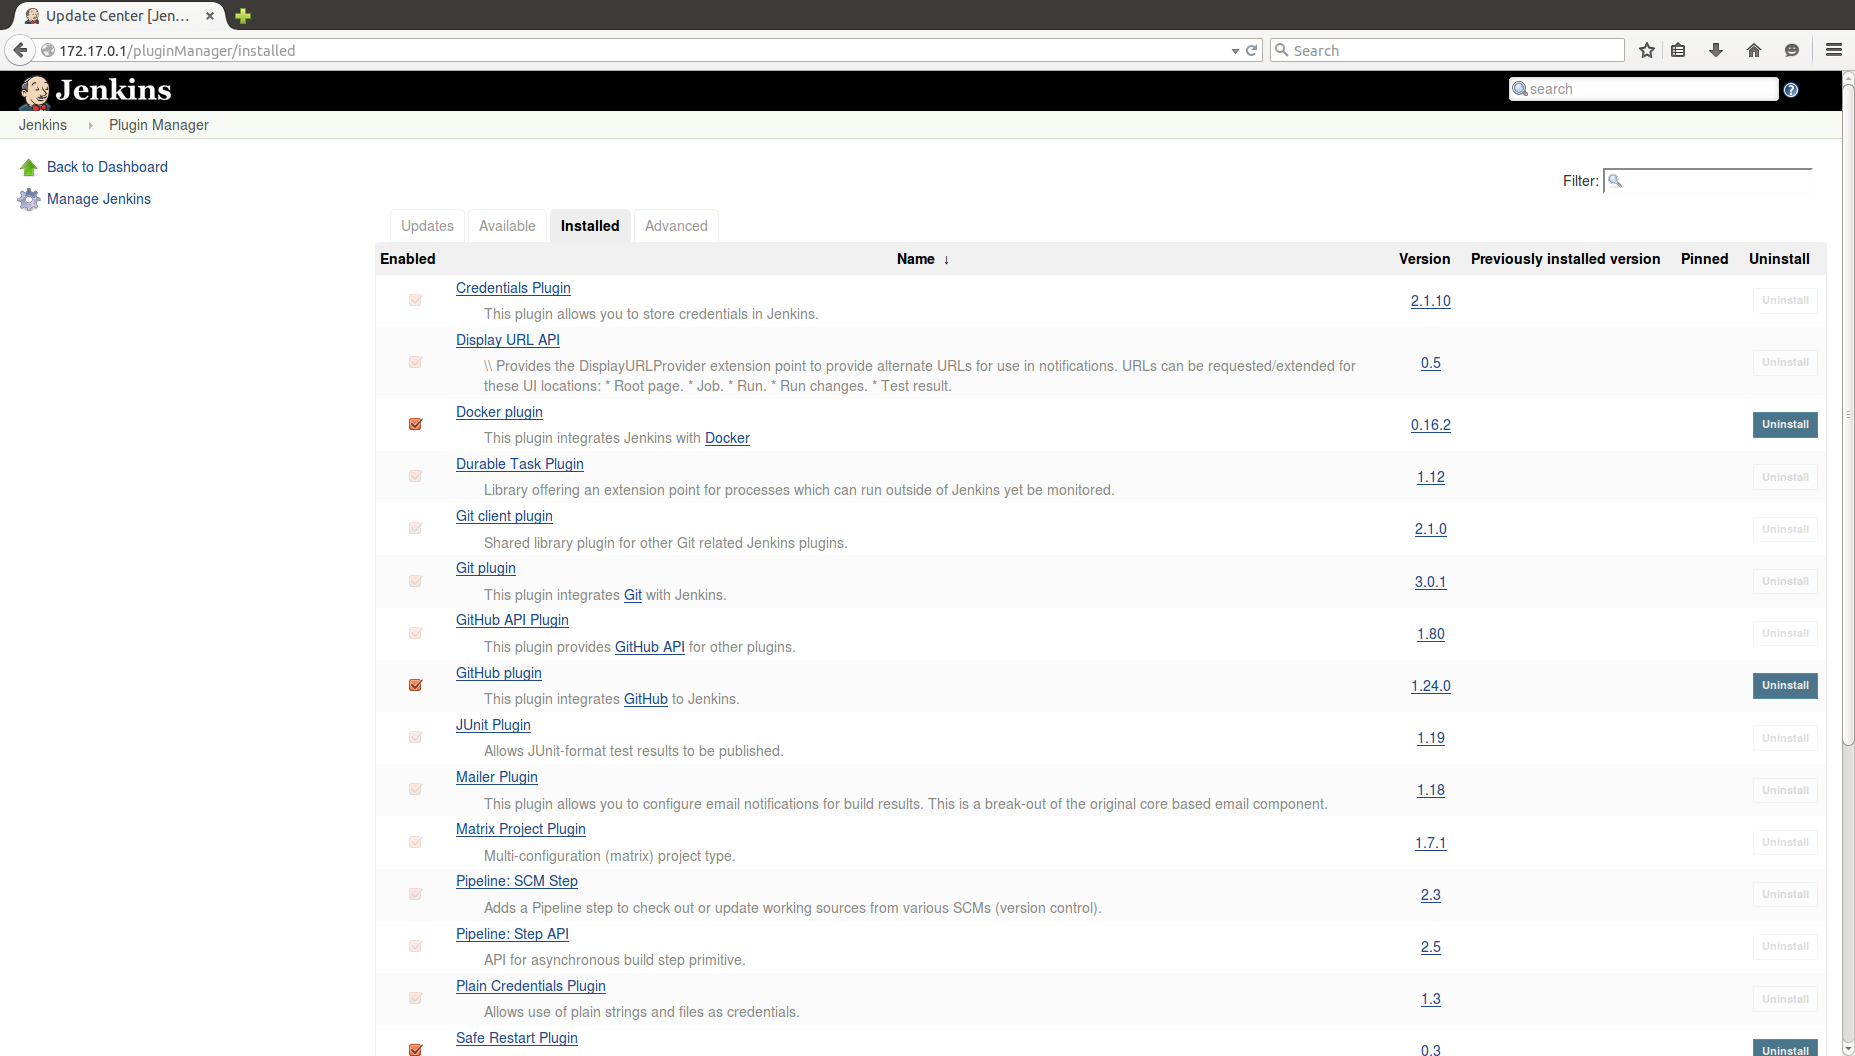 Update Center [Jen...
172.17.0.1/pluginManager/installed
Search
Jenkins
search
Jenkins
Plugin Manager
Back to Dashboard
Manage Jenkins
Filter:
Updates
Available
Installed
Advanced
Enabled Name ↓ Version Previously installed version Pinned Uninstall
Credentials Plugin
This plugin allows you to store credentials in Jenkins.
2.1.10
Uninstall
Display URL API
\\ Provides the DisplayURLProvider extension point to provide alternate URLs for use in notifications. URLs can be requested/extended for
these UI locations: * Root page. * Job. * Run. * Run changes. * Test result.
0.5
Uninstall
Docker plugin
This plugin integrates Jenkins with Docker
0.16.2
Uninstall
Durable Task Plugin
Library offering an extension point for processes which can run outside of Jenkins yet be monitored.
1.12
Uninstall
Git client plugin
Shared library plugin for other Git related Jenkins plugins.
2.1.0
Uninstall
Git plugin
This plugin integrates Git with Jenkins.
3.0.1
Uninstall
GitHub API Plugin
This plugin provides GitHub API for other plugins.
1.80
Uninstall
GitHub plugin
This plugin integrates GitHub to Jenkins.
1.24.0
Uninstall
JUnit Plugin
Allows JUnit-format test results to be published.
1.19
Uninstall
Mailer Plugin
This plugin allows you to configure email notifications for build results. This is a break-out of the original core based email component.
1.18
Uninstall
Matrix Project Plugin
Multi-configuration (matrix) project type.
1.7.1
Uninstall
Pipeline: SCM Step
Adds a Pipeline step to check out or update working sources from various SCMs (version control).
2.3
Uninstall
Pipeline: Step API
API for asynchronous build step primitive.
2.5
Uninstall
Plain Credentials Plugin
Allows use of plain strings and files as credentials.
1.3
Uninstall
Safe Restart Plugin
0.3
Uninstall